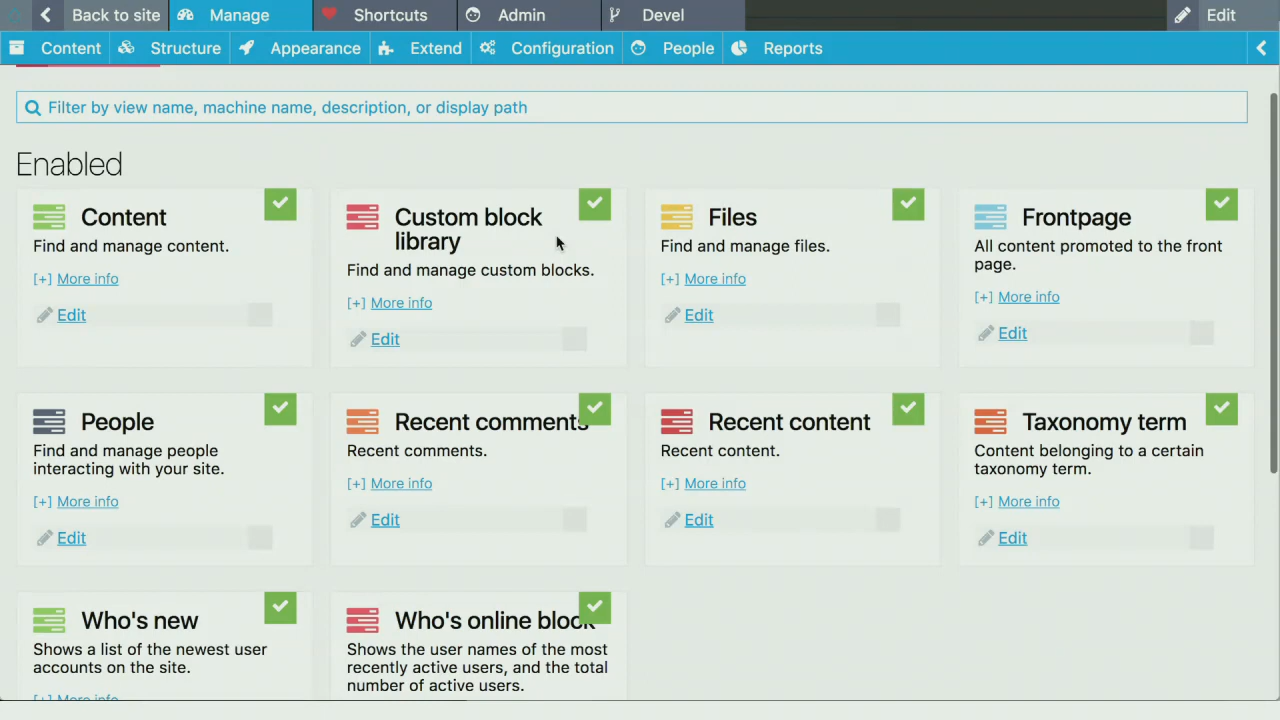 Back to site Manage Shortcuts Admin Devel Edit
Content Structure Appearance Extend Configuration People Reports
Filter by view name, machine name, description, or display path
Enabled
Content
Find and manage content.
[+] More info
Edit
Custom block
library
Find and manage custom blocks.
[+] More info
Edit
Files
Find and manage files.
[+] More info
Edit
Frontpage
All content promoted to the front
page.
[+] More info
Edit
People
Find and manage people
interacting with your site.
[+] More info
Edit
Recent comments
Recent comments.
[+] More info
Edit
Recent content
Recent content.
[+] More info
Edit
Taxonomy term
Content belonging to a certain
taxonomy term.
[+] More info
Edit
Who's new
Shows a list of the newest user
accounts on the site.
[+] More info
Who's online block
Shows the user names of the most
recently active users, and the total
number of active users.